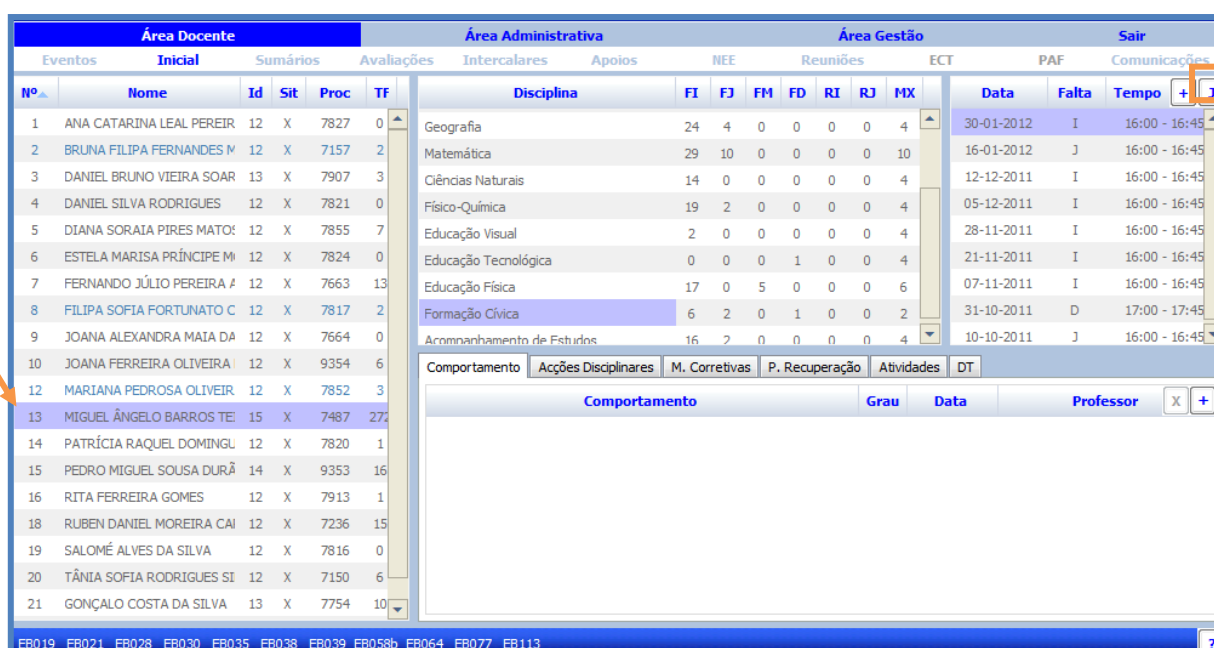 Área Docente Área Administrativa Área Gestão Sair
Eventos Inicial Sumários Avaliações Intercalares Apoios NEE Reuniões ECT PAF Comunicações
Nº Nome Id Sit Proc TF
1 ANA CATARINA LEAL PEREIR 12 X 7827 0
2 BRUNA FILIPA FERNANDES M 12 X 7157 2
3 DANIEL BRUNO VIEIRA SOAR 13 X 7907 3
4 DANIEL SILVA RODRIGUES 12 X 7821 0
5 DIANA SORAIA PIRES MATOS 12 X 7855 7
6 ESTELA MARISA PRÍNCIPE M 12 X 7824 0
7 FERNANDO JÚLIO PEREIRA A 12 X 7663 13
8 FILIPA SOFIA FORTUNATO C 12 X 7817 2
9 JOANA ALEXANDRA MAIA DA 12 X 7664 0
10 JOANA FERREIRA OLIVEIRA 12 X 9354 6
12 MARIANA PEDROSA OLIVEIR 12 X 7852 3
13 MIGUEL ÂNGELO BARROS TE 15 X 7487 272
14 PATRÍCIA RAQUEL DOMINGU 12 X 7820 1
15 PEDRO MIGUEL SOUSA DURÃ 14 X 9353 16
16 RITA FERREIRA GOMES 12 X 7913 1
18 RUBEN DANIEL MOREIRA CA 12 X 7236 15
19 SALOMÉ ALVES DA SILVA 12 X 7816 0
20 TÂNIA SOFIA RODRIGUES SI 12 X 7150 6
21 GONÇALO COSTA DA SILVA 13 X 7754 10
Disciplina FI FJ FM FD RI RJ MX
Geografia 24 4 0 0 0 0 4
Matemática 29 10 0 0 0 0 10
Ciências Naturais 14 0 0 0 0 0 4
Físico-Química 19 2 0 0 0 0 4
Educação Visual 2 0 0 0 0 0 4
Educação Tecnológica 0 0 0 1 0 0 4
Educação Física 17 0 5 0 0 0 6
Formação Cívica 6 2 0 1 0 0 2
Acompanhamento de Estudos 16 2 0 0 0 0 4
Data Falta Tempo +
30-01-2012 I 16:00 - 16:45
16-01-2012 J 16:00 - 16:45
12-12-2011 I 16:00 - 16:45
05-12-2011 I 16:00 - 16:45
28-11-2011 I 16:00 - 16:45
21-11-2011 I 16:00 - 16:45
07-11-2011 I 16:00 - 16:45
31-10-2011 D 17:00 - 17:45
10-10-2011 J 16:00 - 16:45
Comportamento Acções Disciplinares M. Corretivas P. Recuperação Atividades DT
Comportamento Grau Data Professor X +
EB019 EB021 EB028 EB030 EB035 EB038 EB039 EB058b EB064 EB077 EB113 ?